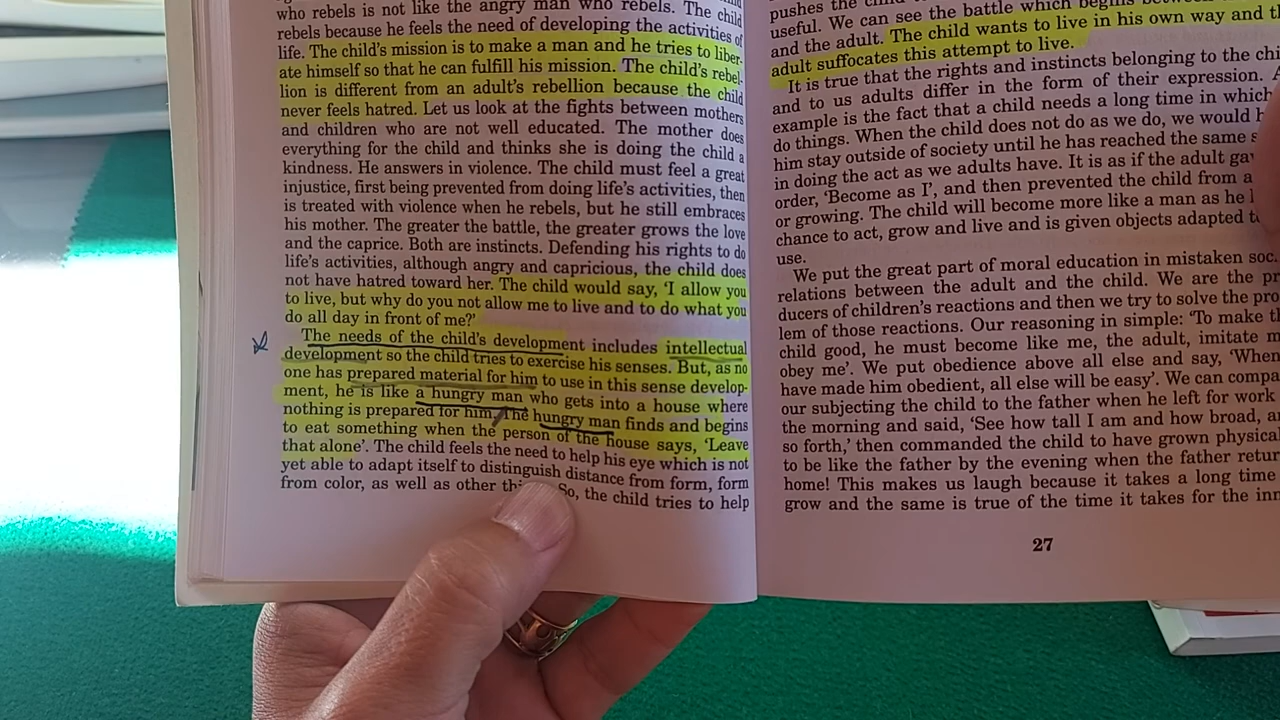 who rebels is not like the angry man who rebels. The child
rebels because he feels the need of developing the activities of
life. The child's mission is to make a man and he tries to liber-
ate himself so that he can fulfill his mission. The child's rebel-
lion is different from an adult's rebellion because the child
never feels hatred. Let us look at the fights between mothers
and children who are not well educated. The mother does
everything for the child and thinks she is doing the child a
kindness. He answers in violence. The child must feel a great
injustice, first being prevented from doing life's activities, then
is treated with violence when he rebels, but he still embraces
his mother. The greater the battle, the greater grows the love
and the caprice. Both are instincts. Defending his rights to do
life's activities, although angry and capricious, the child does
not have hatred toward her. The child would say, 'I allow you
to live, but why do you not allow me to live and to do what you
do all day in front of me?'
The needs of the child's development includes intellectual
development so the child tries to exercise his senses. But, as no
one has prepared material for him to use in this sense develop-
ment, he is like a hungry man who gets into a house where
nothing is prepared for him. The hungry man finds and begins
to eat something when the person of the house says, 'Leave
that alone'. The child feels the need to help his eye which is not
yet able to adapt itself to distinguish distance from form, form
from color, as well as other So, the child tries to help
pushes the
useful. We can see the battle which begins
and the adult. The child wants to live in his own way and
adult suffocates this attempt to live.
It is true that the rights and instincts belonging to the
and to us adults differ in the form of their expression.
example is the fact that a child needs a long time in which
do things. When the child does not do as we do, we would
him stay outside of society until he has reached the same
in doing the act as we adults have. It is as if the adult
order, 'Become as I', and then prevented the child from
or growing. The child will become more like a man as he
chance to act, grow and live and is given objects adapted
use.
We put the great part of moral education in mistaken
relations between the adult and the child. We are the
ducers of children's reactions and then we try to solve the
lem of those reactions. Our reasoning in simple: 'To make
child good, he must become like me, the adult, imitate
obey me'. We put obedience above all else and say, 'When
have made him obedient, all else will be easy'. We can
our subjecting the child to the father when he left for work
the morning and said, 'See how tall I am and how broad,
so forth,' then commanded the child to have grown
to be like the father by the evening when the father
home! This makes us laugh because it takes a long time
grow and the same is true of the time it takes for the
27